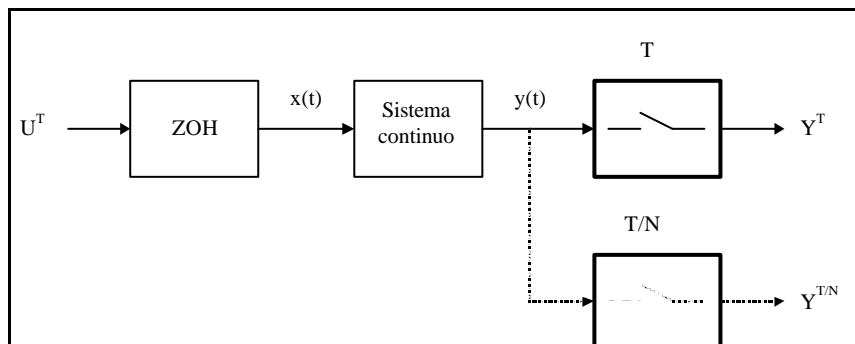 T
U^T
ZOH
x(t)
Sistema
continuo
y(t)
Y^T
T/N
Y^T/N